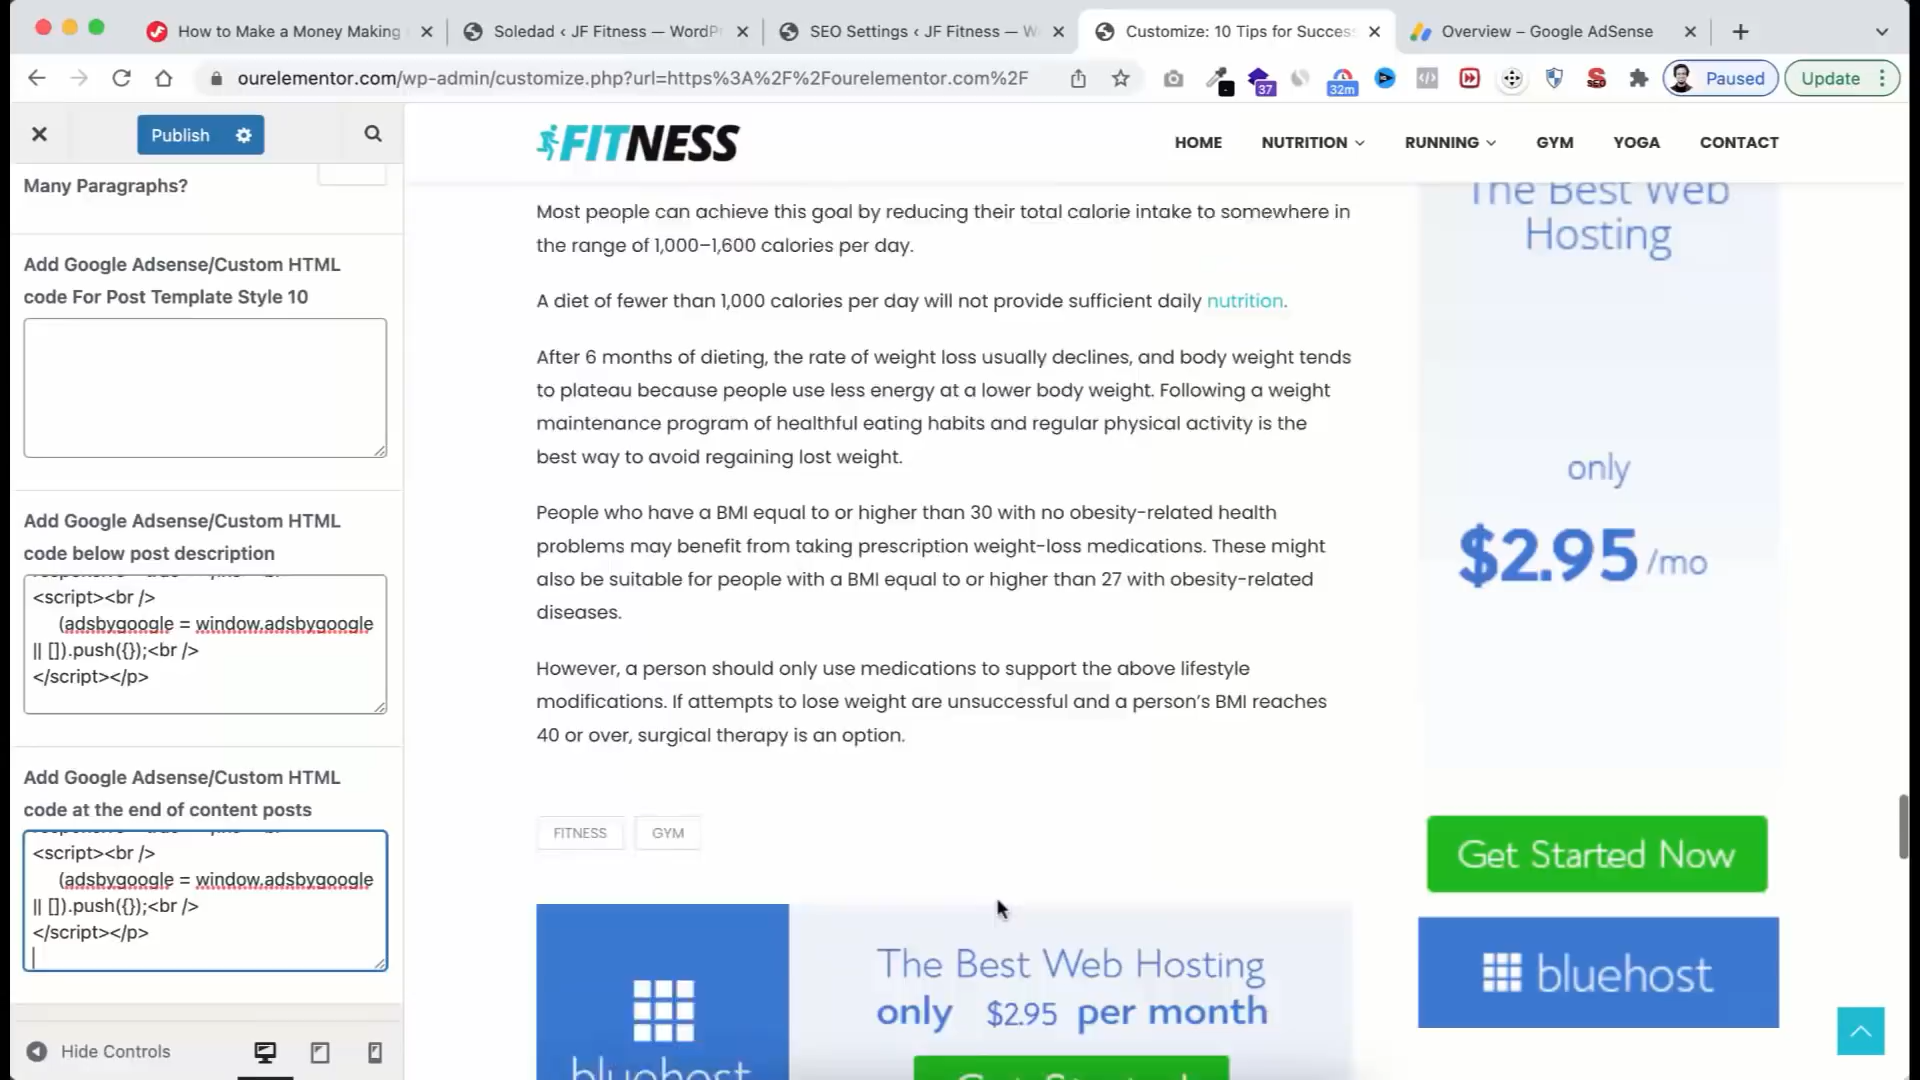 How to Make a Money Making
Soledad ‹ JF Fitness — WordPr
SEO Settings ‹ JF Fitness — W
Customize: 10 Tips for Succes
Overview – Google AdSense
ourelementor.com/wp-admin/customize.php?url=https%3A%2F%2Fourelementor.com%2F
37
32m
SEO
Paused
Update
Publish
Many Paragraphs?
Add Google Adsense/Custom HTML
code For Post Template Style 10
Add Google Adsense/Custom HTML
code below post description
<script><br />
(adsbygoogle = window.adsbygoogle
|| []).push({});<br />
</script></p>
Add Google Adsense/Custom HTML
code at the end of content posts
<script><br />
(adsbygoogle = window.adsbygoogle
|| []).push({});<br />
</script></p>
Hide Controls
FITNESS
HOME
NUTRITION
RUNNING
GYM
YOGA
CONTACT
Most people can achieve this goal by reducing their total calorie intake to somewhere in
the range of 1,000–1,600 calories per day.
A diet of fewer than 1,000 calories per day will not provide sufficient daily nutrition.
After 6 months of dieting, the rate of weight loss usually declines, and body weight tends
to plateau because people use less energy at a lower body weight. Following a weight
maintenance program of healthful eating habits and regular physical activity is the
best way to avoid regaining lost weight.
People who have a BMI equal to or higher than 30 with no obesity-related health
problems may benefit from taking prescription weight-loss medications. These might
also be suitable for people with a BMI equal to or higher than 27 with obesity-related
diseases.
However, a person should only use medications to support the above lifestyle
modifications. If attempts to lose weight are unsuccessful and a person's BMI reaches
40 or over, surgical therapy is an option.
FITNESS
GYM
The Best Web Hosting
only $2.95 per month
bluehost
Get Started
The Best Web
Hosting
only
$2.95 /mo
Get Started Now
bluehost